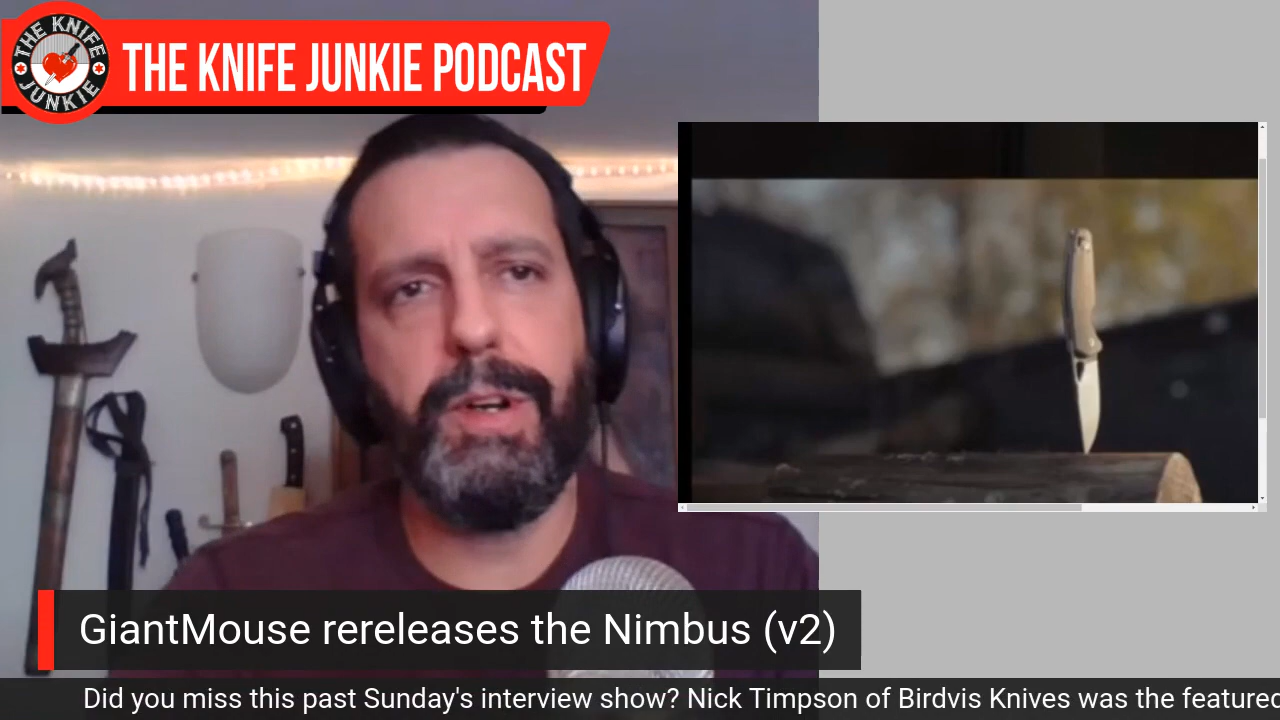 THE KNIFE
JUNKIE
THE KNIFE JUNKIE PODCAST
GiantMouse rereleases the Nimbus (v2)
Did you miss this past Sunday's interview show? Nick Timpson of Birdvis Knives was the featured